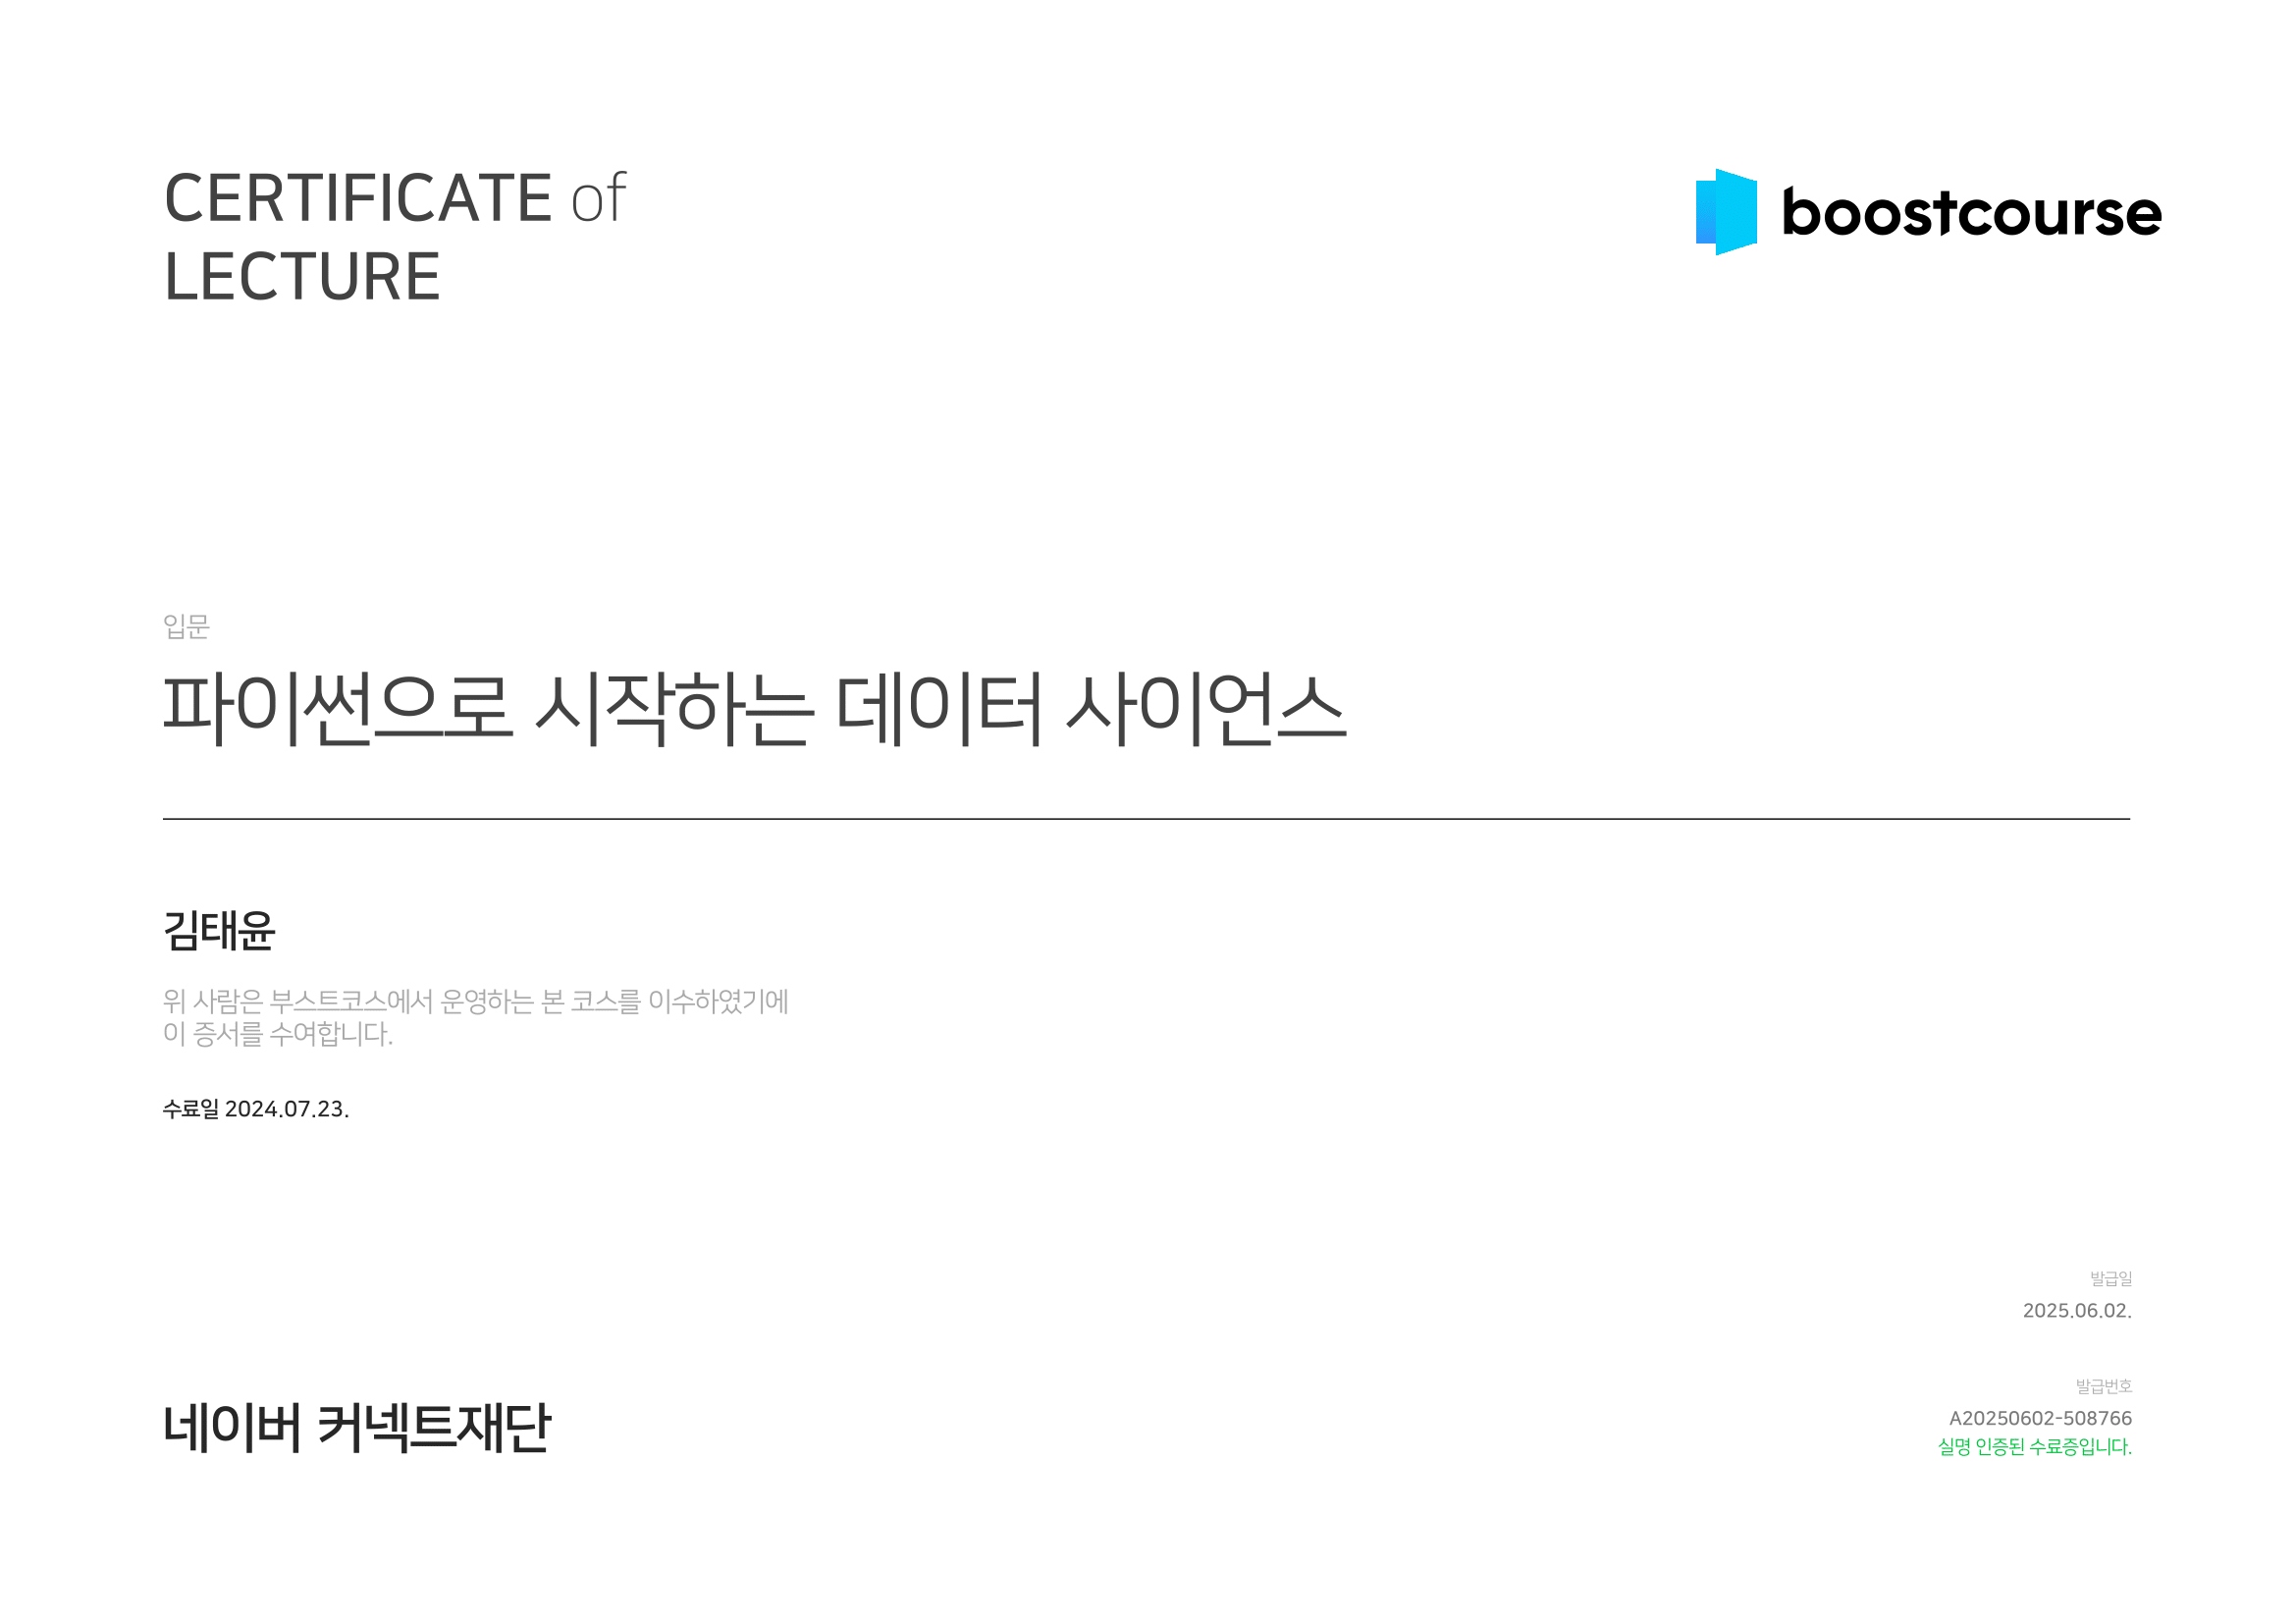 CERTIFICATE of
LECTURE
boostcourse
입문
파이썬으로 시작하는 데이터 사이언스
김태윤
위 사람은 부스트코스에서 운영하는 본 코스를 이수하였기에
이 증서를 수여합니다.
수료일 2024.07.23.
발급일
2025.06.02.
발급번호
A20250602-508766
실명 인증된 수료증입니다.
네이버 커넥트재단